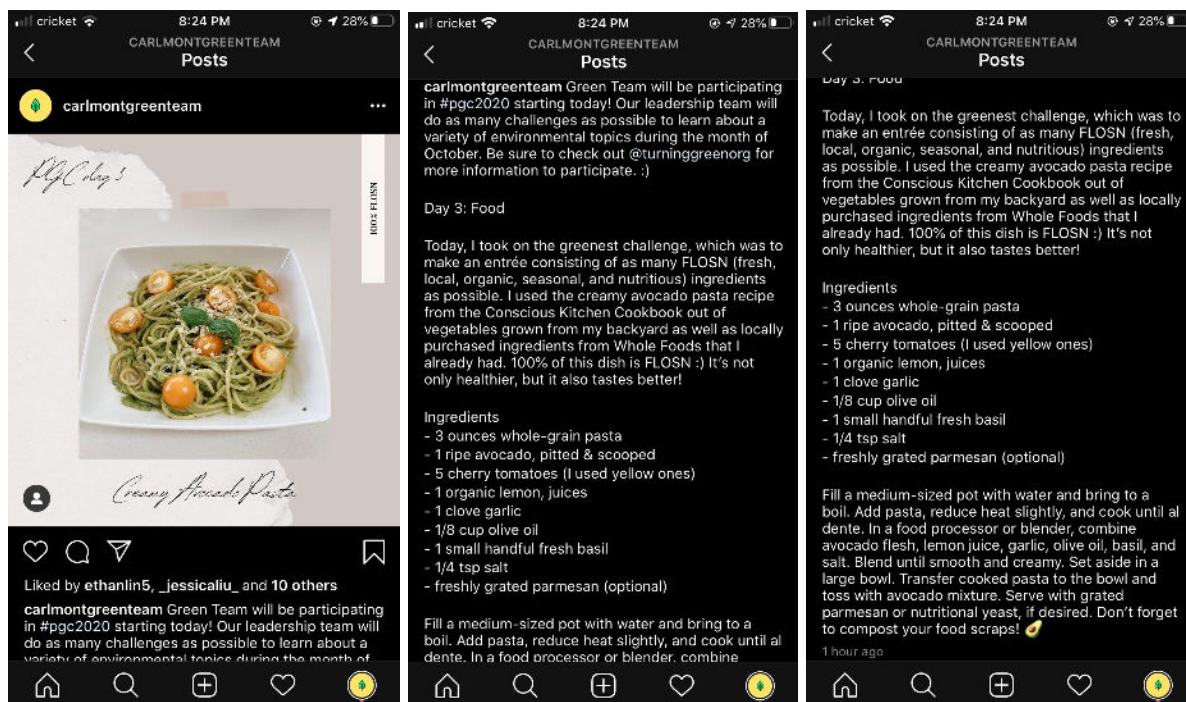 cricket 8:24 PM 28%
CARLMONTGREENTEAM
Posts
carlmontgreenteam
PGC day 3
100% FLOSN
Creamy Avocado Pasta
Liked by ethanlin5, _jessicaliu_ and 10 others
carlmontgreenteam Green Team will be participating
in #pgc2020 starting today! Our leadership team will
do as many challenges as possible to learn about a
variety of environmental topics during the month of
cricket 8:24 PM 28%
CARLMONTGREENTEAM
Posts
carlmontgreenteam Green Team will be participating
in #pgc2020 starting today! Our leadership team will
do as many challenges as possible to learn about a
variety of environmental topics during the month of
October. Be sure to check out @turninggreenorg for
more information to participate. :)
Day 3: Food
Today, I took on the greenest challenge, which was to
make an entrée consisting of as many FLOSN (fresh,
local, organic, seasonal, and nutritious) ingredients
as possible. I used the creamy avocado pasta recipe
from the Conscious Kitchen Cookbook out of
vegetables grown from my backyard as well as locally
purchased ingredients from Whole Foods that I
already had. 100% of this dish is FLOSN :) It's not
only healthier, but it also tastes better!
Ingredients
- 3 ounces whole-grain pasta
- 1 ripe avocado, pitted & scooped
- 5 cherry tomatoes (I used yellow ones)
- 1 organic lemon, juices
- 1 clove garlic
- 1/8 cup olive oil
- 1 small handful fresh basil
- 1/4 tsp salt
- freshly grated parmesan (optional)
Fill a medium-sized pot with water and bring to a
boil. Add pasta, reduce heat slightly, and cook until al
dente. In a food processor or blender, combine
cricket 8:24 PM 28%
CARLMONTGREENTEAM
Posts
Day 3: Food
Today, I took on the greenest challenge, which was to
make an entrée consisting of as many FLOSN (fresh,
local, organic, seasonal, and nutritious) ingredients
as possible. I used the creamy avocado pasta recipe
from the Conscious Kitchen Cookbook out of
vegetables grown from my backyard as well as locally
purchased ingredients from Whole Foods that I
already had. 100% of this dish is FLOSN :) It's not
only healthier, but it also tastes better!
Ingredients
- 3 ounces whole-grain pasta
- 1 ripe avocado, pitted & scooped
- 5 cherry tomatoes (I used yellow ones)
- 1 organic lemon, juices
- 1 clove garlic
- 1/8 cup olive oil
- 1 small handful fresh basil
- 1/4 tsp salt
- freshly grated parmesan (optional)
Fill a medium-sized pot with water and bring to a
boil. Add pasta, reduce heat slightly, and cook until al
dente. In a food processor or blender, combine
avocado flesh, lemon juice, garlic, olive oil, basil, and
salt. Blend until smooth and creamy. Set aside in a
large bowl. Transfer cooked pasta to the bowl and
toss with avocado mixture. Serve with grated
parmesan or nutritional yeast, if desired. Don't forget
to compost your food scraps! 🥑
1 hour ago